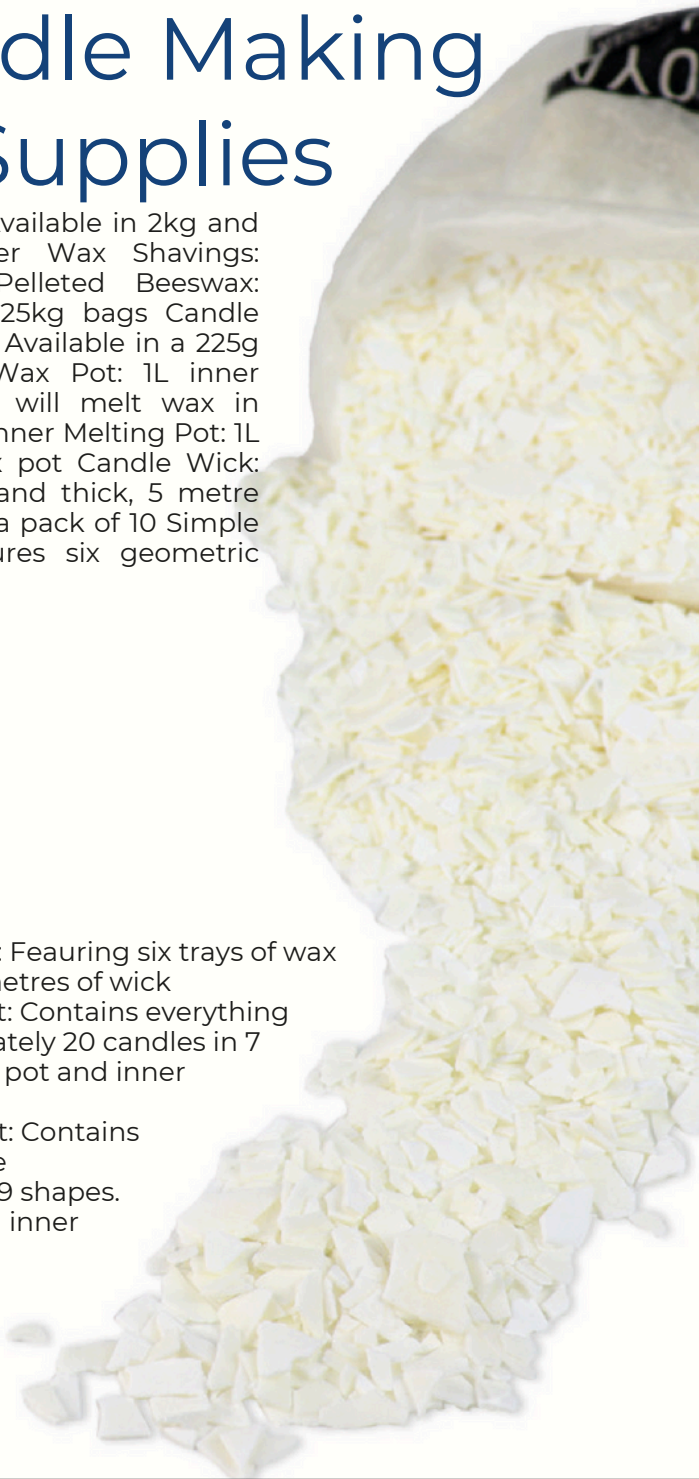 dle Making
Supplies
vailable in 2kg and
er Wax Shavings:
Pelleted Beeswax:
25kg bags Candle
Available in a 225g
Wax Pot: 1L inner
will melt wax in
nner Melting Pot: 1L
pot Candle Wick:
and thick, 5 metre
a pack of 10 Simple
ures six geometric
: Feauring six trays of wax
etres of wick
t: Contains everything
ately 20 candles in 7
pot and inner
t: Contains
e
9 shapes.
inner